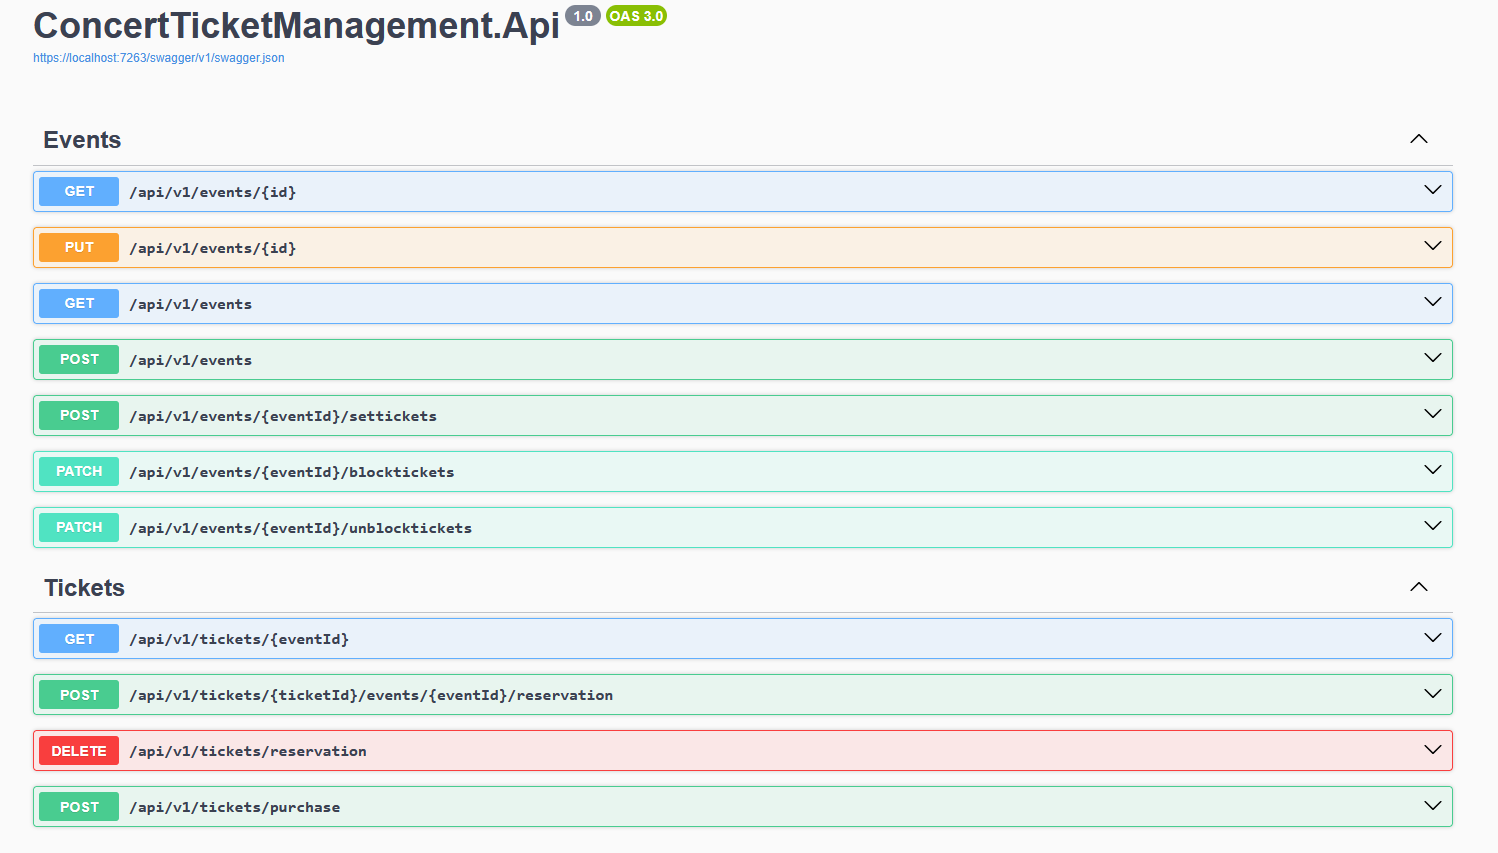 ConcertTicketManagement.Api 1.0 OAS 3.0
https://localhost:7263/swagger/v1/swagger.json
Events
GET /api/v1/events/{id}
PUT /api/v1/events/{id}
GET /api/v1/events
POST /api/v1/events
POST /api/v1/events/{eventId}/settickets
PATCH /api/v1/events/{eventId}/blocktickets
PATCH /api/v1/events/{eventId}/unblocktickets
Tickets
GET /api/v1/tickets/{eventId}
POST /api/v1/tickets/{ticketId}/events/{eventId}/reservation
DELETE /api/v1/tickets/reservation
POST /api/v1/tickets/purchase